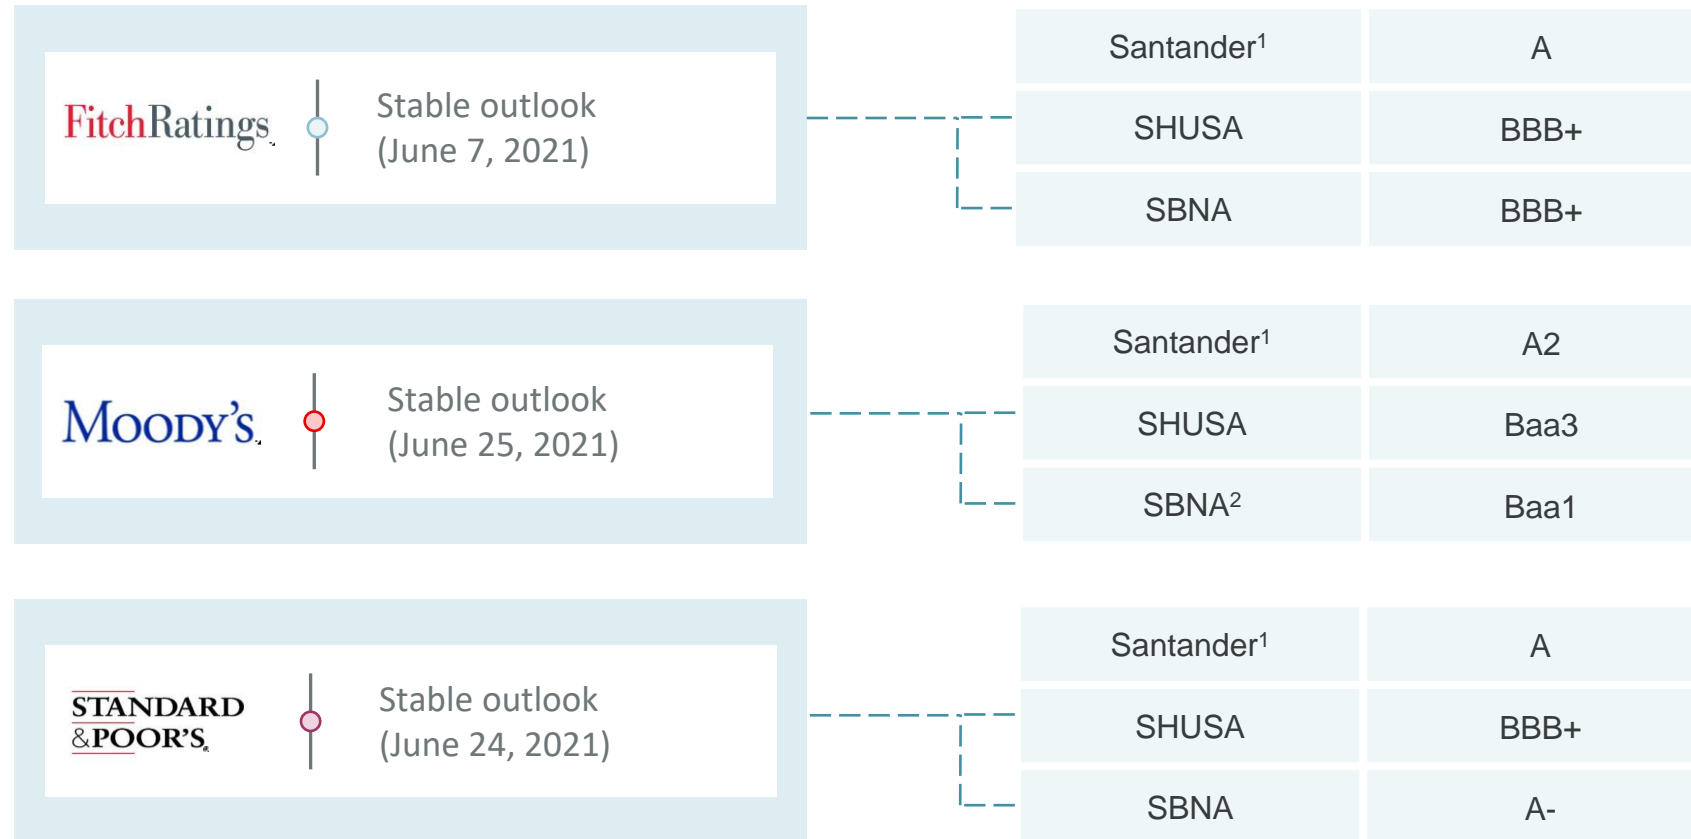 FitchRatings
Stable outlook
(June 7, 2021)
Santander¹ A
SHUSA BBB+
SBNA BBB+
MOODY'S
Stable outlook
(June 25, 2021)
Santander¹ A2
SHUSA Baa3
SBNA² Baa1
STANDARD
&POOR'S
Stable outlook
(June 24, 2021)
Santander¹ A
SHUSA BBB+
SBNA A-